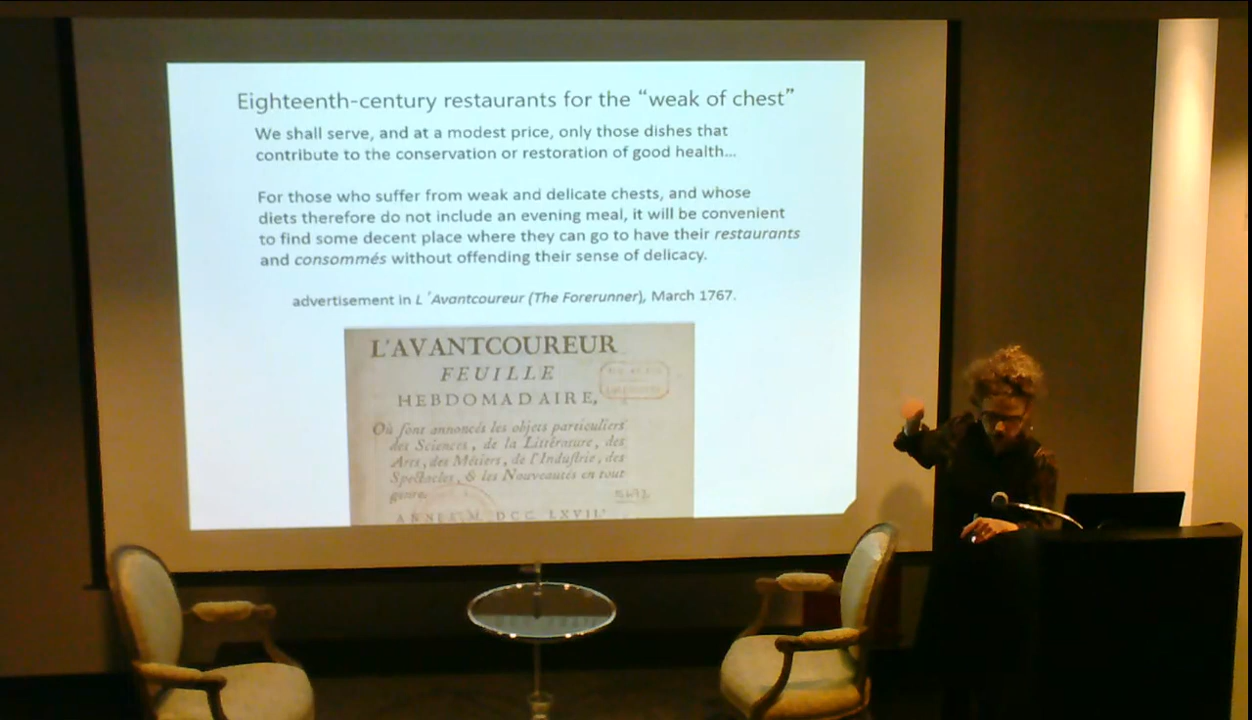 Eighteenth-century restaurants for the “weak of chest”
We shall serve, and at a modest price, only those dishes that
contribute to the conservation or restoration of good health...
For those who suffer from weak and delicate chests, and whose
diets therefore do not include an evening meal, it will be convenient
to find some decent place where they can go to have their restaurants
and consommés without offending their sense of delicacy.
advertisement in L ’Avantcoureur (The Forerunner), March 1767.
L'AVANTCOUREUR
FEUILLE
HEBDOMADAIRE,
Où ſont annoncés les objets particuliers
des Sciences, de la Littérature, des
Arts, des Métiers, de l'Induſtrie, des
Spectacles, & les Nouveautés en tout
genre.
ANNÉE M. DCC. LXVII.